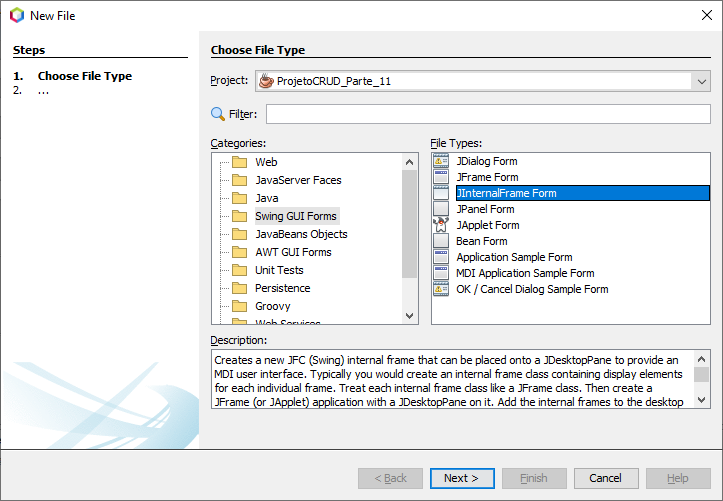 New File
Steps
1. Choose File Type
2. ...
Choose File Type
Project: ProjetoCRUD_Parte_11
Filter:
Categories:
Web
JavaServer Faces
Java
Swing GUI Forms
JavaBeans Objects
AWT GUI Forms
Unit Tests
Persistence
Groovy
Web Services
File Types:
JDialog Form
JFrame Form
JInternalFrame Form
JPanel Form
JApplet Form
Bean Form
Application Sample Form
MDI Application Sample Form
OK / Cancel Dialog Sample Form
Description:
Creates a new JFC (Swing) internal frame that can be placed onto a JDesktopPane to provide an
MDI user interface. Typically you would create an internal frame class containing display elements
for each individual frame. Treat each internal frame class like a JFrame class. Then create a
JFrame (or JApplet) application with a JDesktopPane on it. Add the internal frames to the desktop
< Back
Next >
Finish
Cancel
Help